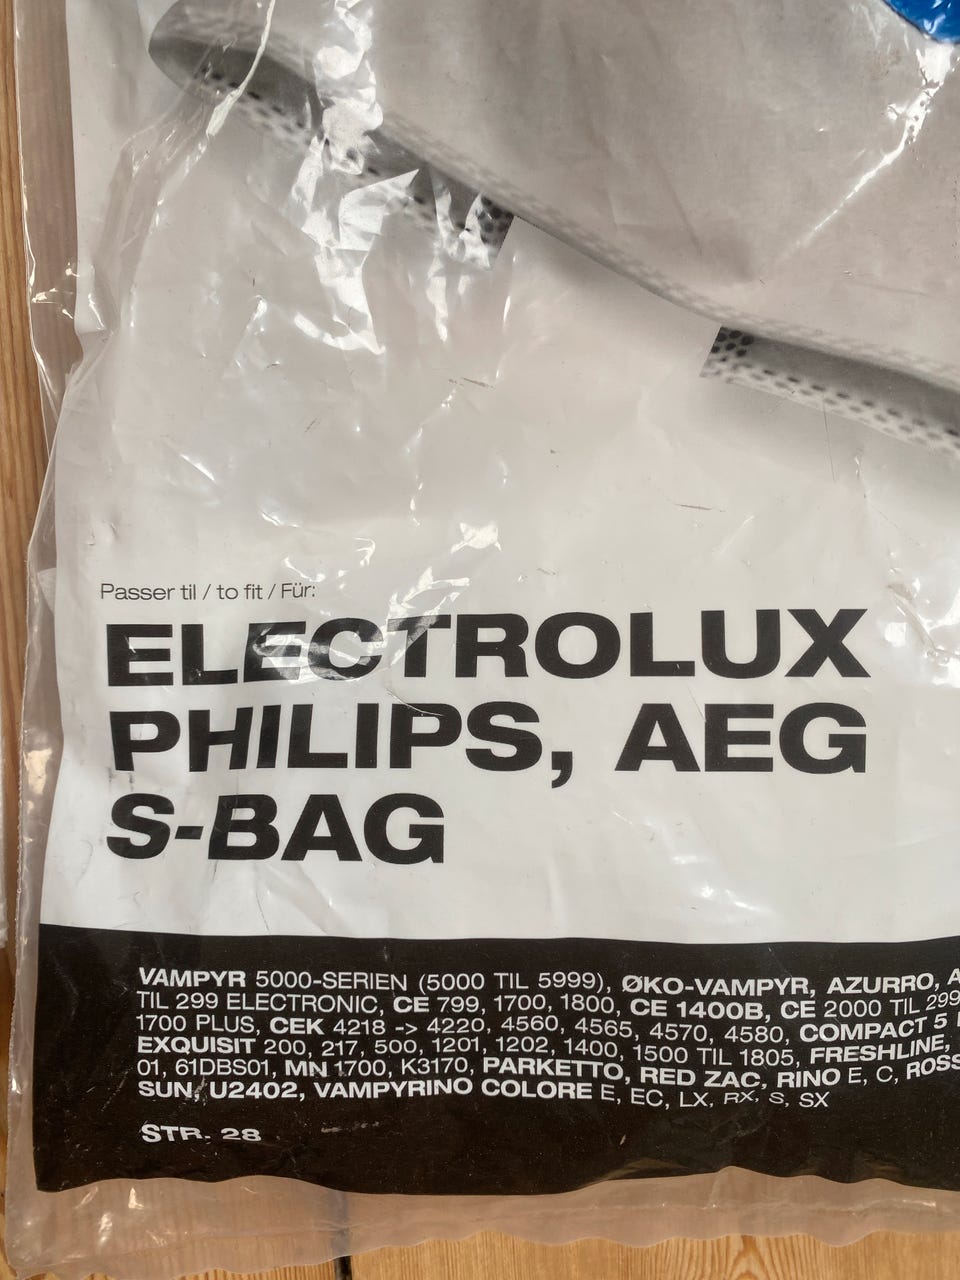 Passer til / to fit / Für:
ELECTROLUX
PHILIPS, AEG
S-BAG
VAMPYR 5000-SERIEN (5000 TIL 5999), ØKO-VAMPYR, AZURRO,
TIL 299 ELECTRONIC, CE 799, 1700, 1800, CE 1400B, CE 2000 TIL
1700 PLUS, CEK 4218 -> 4220, 4560, 4565, 4570, 4580, COMPACT 5
EXQUISIT 200, 217, 500, 1201, 1202, 1400, 1500 TIL 1805, FRESHLINE,
01, 61DBS01, MN 1700, K3170, PARKETTO, RED ZAC, RINO E, C,
SUN, U2402, VAMPYRINO COLORE E, EC, LX, RX, S, SX
STR. 28